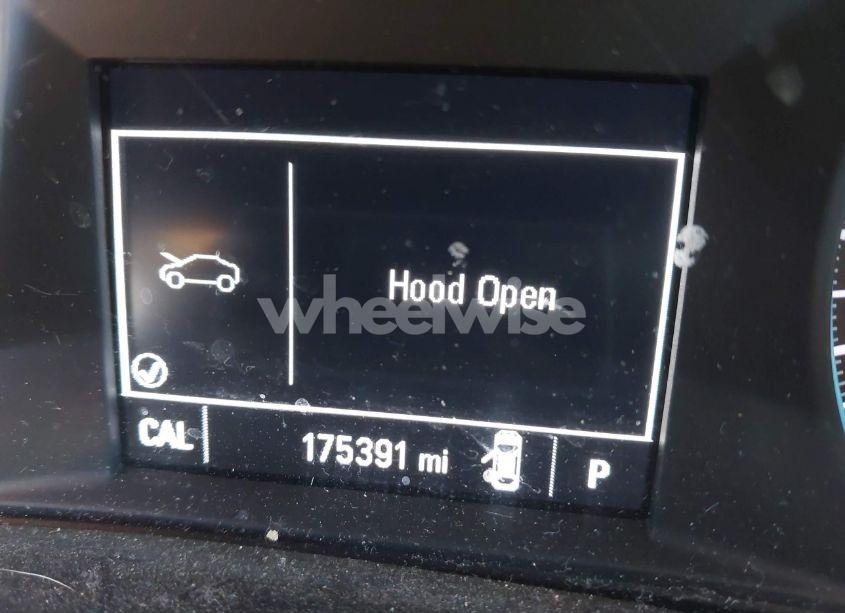 Hood Open
wheelwise
CAL 175391 mi P